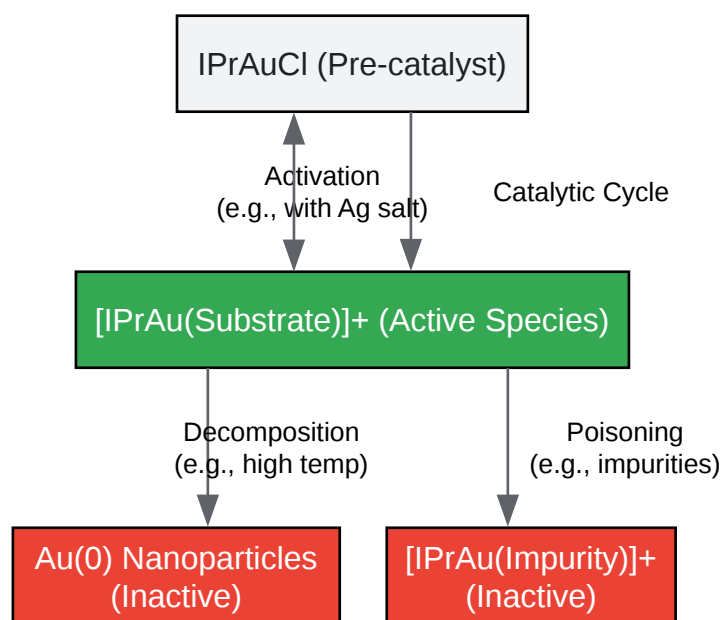 IPrAuCl (Pre-catalyst)
Activation
(e.g., with Ag salt)
Catalytic Cycle
[IPrAu(Substrate)]+ (Active Species)
Decomposition
(e.g., high temp)
Poisoning
(e.g., impurities)
Au(0) Nanoparticles
(Inactive)
[IPrAu(Impurity)]+
(Inactive)